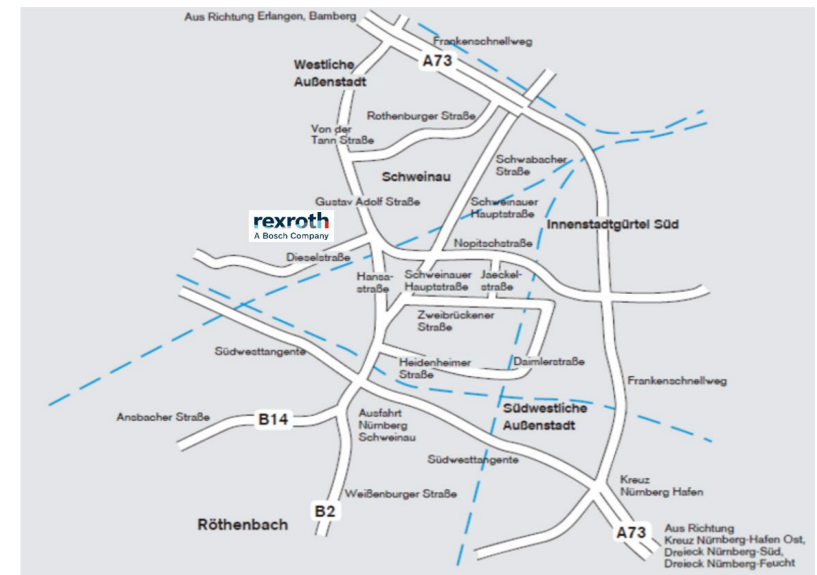 Aus Richtung Erlangen, Bamberg
Frankenschnellweg
A73
Westliche
Außenstadt
Rothenburger Straße
Von der
Tann Straße
Schwabacher
Straße
Schweinau
Gustav Adolf Straße
Schweinauer
Hauptstraße
rexroth
A Bosch Company
Innenstadtgürtel Süd
Nopitschstraße
Dieselstraße
Hansa-
straße
Schweinauer
Hauptstraße
Jaeckel-
straße
Zweibrückener
Straße
Südwesttangente
Heidenheimer
Straße
Daimlerstraße
Frankenschnellweg
Ansbacher Straße
B14
Ausfahrt
Nürnberg
Schweinau
Südwestliche
Außenstadt
Südwesttangente
Weißenburger Straße
Kreuz
Nürnberg Hafen
B2
Röthenbach
A73
Aus Richtung
Kreuz Nürnberg-Hafen Ost,
Dreieck Nürnberg-Süd,
Dreieck Nürnberg-Feucht